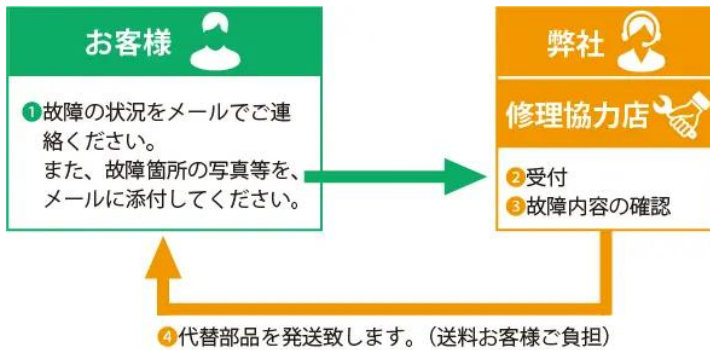 お客様
❶故障の状況をメールでご連
絡ください。
また、故障箇所の写真等を、
メールに添付してください。
弊社
修理協力店
❷受付
❸故障内容の確認
❹代替部品を発送致します。（送料お客様ご負担）